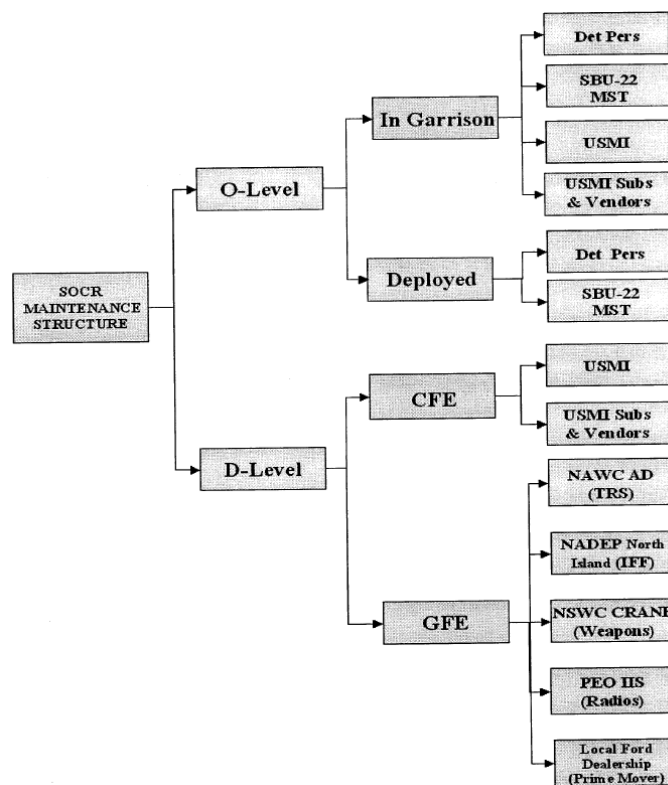 SOCR
MAINTENANCE
STRUCTURE
O-Level
In Garrison
Det Pers
SBU-22
MST
USMI
USMI Subs
& Vendors
Deployed
Det Pers
SBU-22
MST
D-Level
CFE
USMI
USMI Subs
& Vendors
GFE
NAWC AD
(TRS)
NADEP North
Island (IFF)
NSWC CRANE
(Weapons)
PEO IIS
(Radios)
Local Ford
Dealership
(Prime Mover)